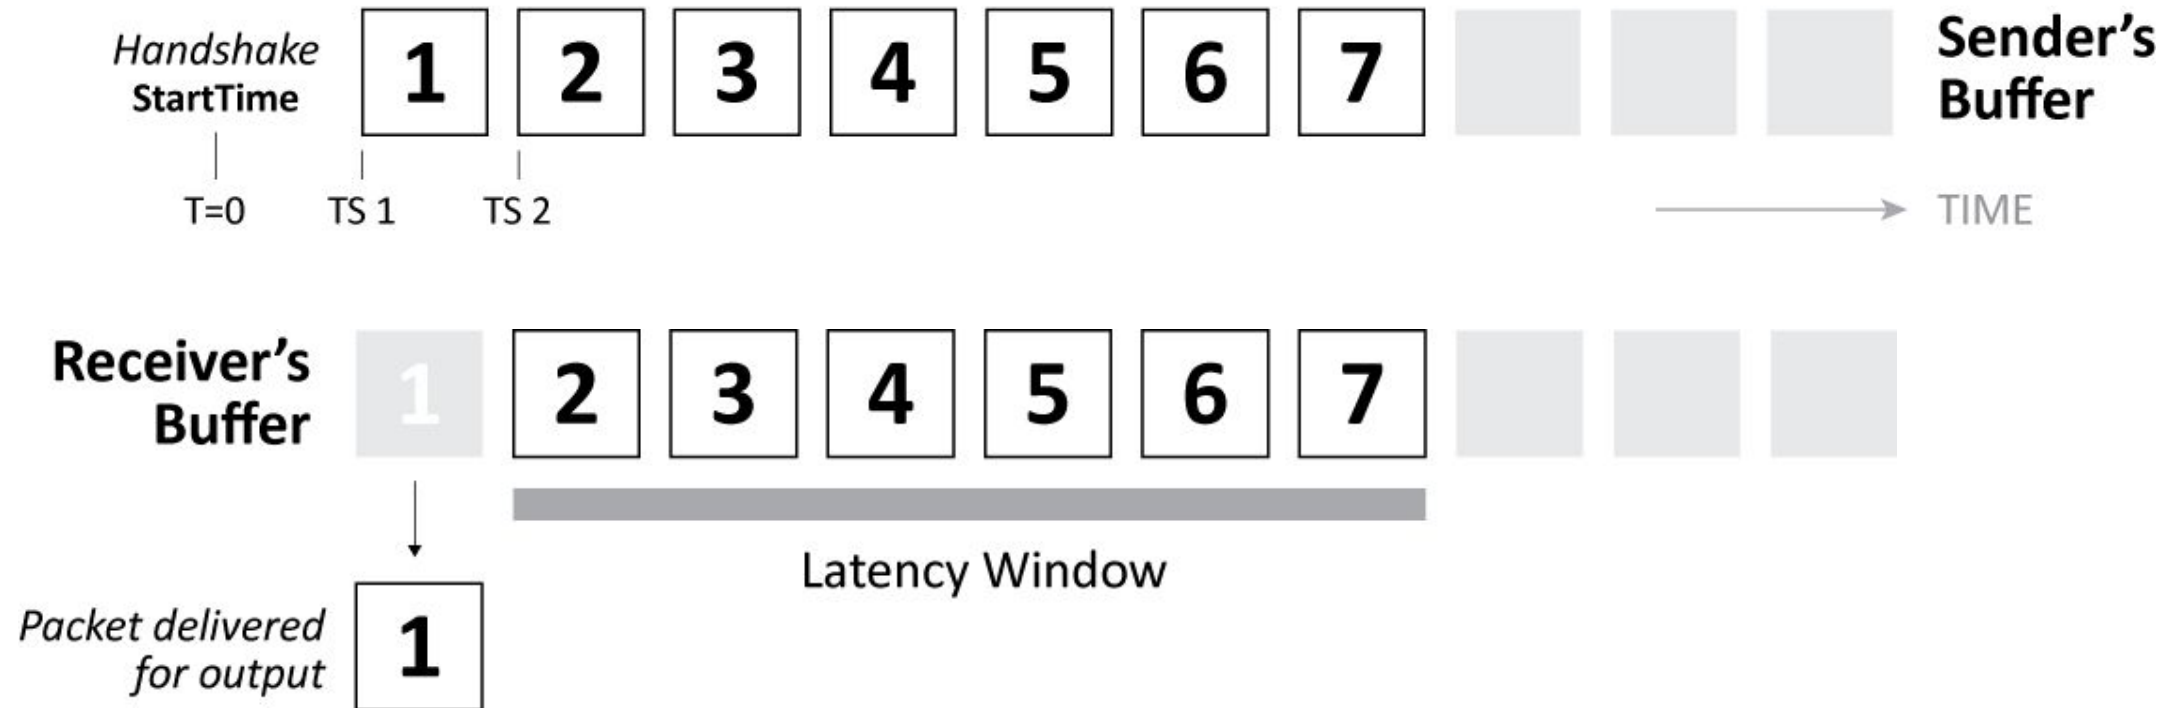 Handshake
StartTime
1 2 3 4 5 6 7
Sender’s
Buffer
T=0 TS 1 TS 2
TIME
Receiver’s
Buffer
1 2 3 4 5 6 7
Latency Window
Packet delivered
for output
1